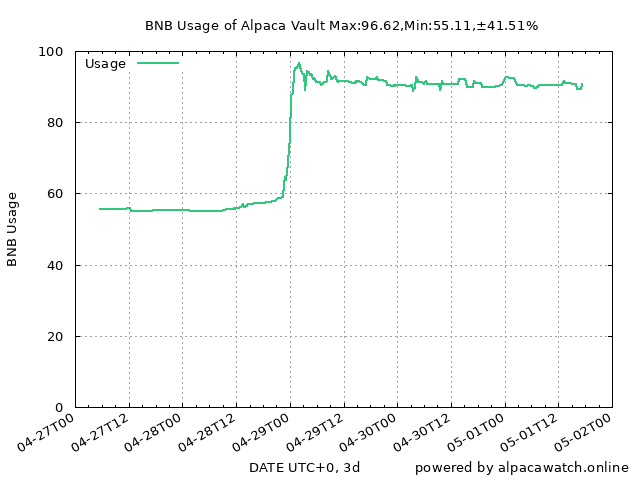 BNB Usage of Alpaca Vault Max:96.62,Min:55.11,±41.51%
Usage
100
80
60
40
20
0
BNB Usage
04-27T00
04-27T12
04-28T00
04-28T12
04-29T00
04-29T12
04-30T00
04-30T12
05-01T00
05-01T12
05-02T00
DATE UTC+0, 3d
powered by alpacawatch.online